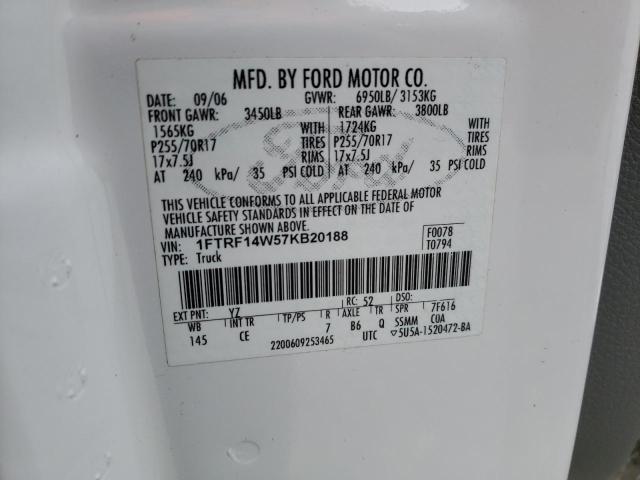 MFD. BY FORD MOTOR CO.
DATE: 09/06 GVWR: 6950LB/ 3153KG
FRONT GAWR: 3450LB REAR GAWR: 3800LB
1565KG WITH 1724KG WITH
P255/70R17 TIRES P255/70R17 TIRES
17x7.5J RIMS 17x7.5J RIMS
AT 240 kPa/ 35 PSI COLD AT 240 kPa/ 35 PSI COLD
THIS VEHICLE CONFORMS TO ALL APPLICABLE FEDERAL MOTOR
VEHICLE SAFETY STANDARDS IN EFFECT ON THE DATE OF
MANUFACTURE SHOWN ABOVE.
VIN: 1FTRF14W57KB20188 F0078
TYPE: Truck T0794
EXT PNT: YZ RC: 52 DSO:
WB INT TR TP/PS R AXLE TR SPR 7F616
145 CE 7 B6 Q SSMM C0A
2200609253465 UTC ▽5U5A-1520472-BA
Ford